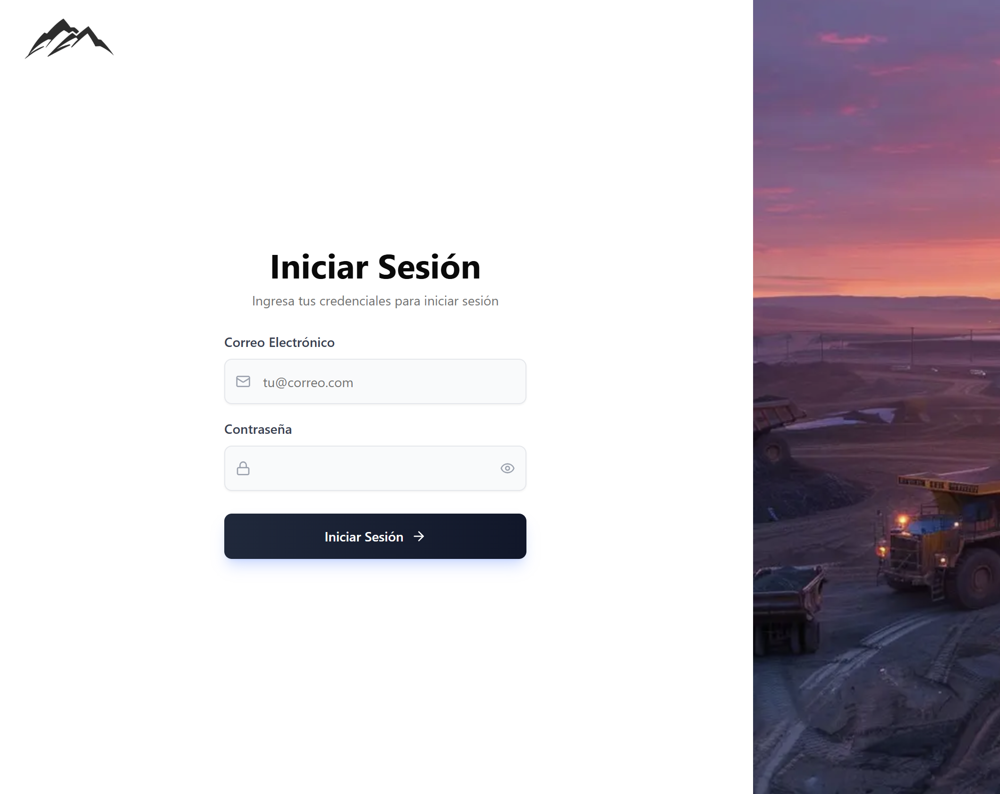 Iniciar Sesión
Ingresa tus credenciales para iniciar sesión
Correo Electrónico
tu@correo.com
Contraseña
Iniciar Sesión